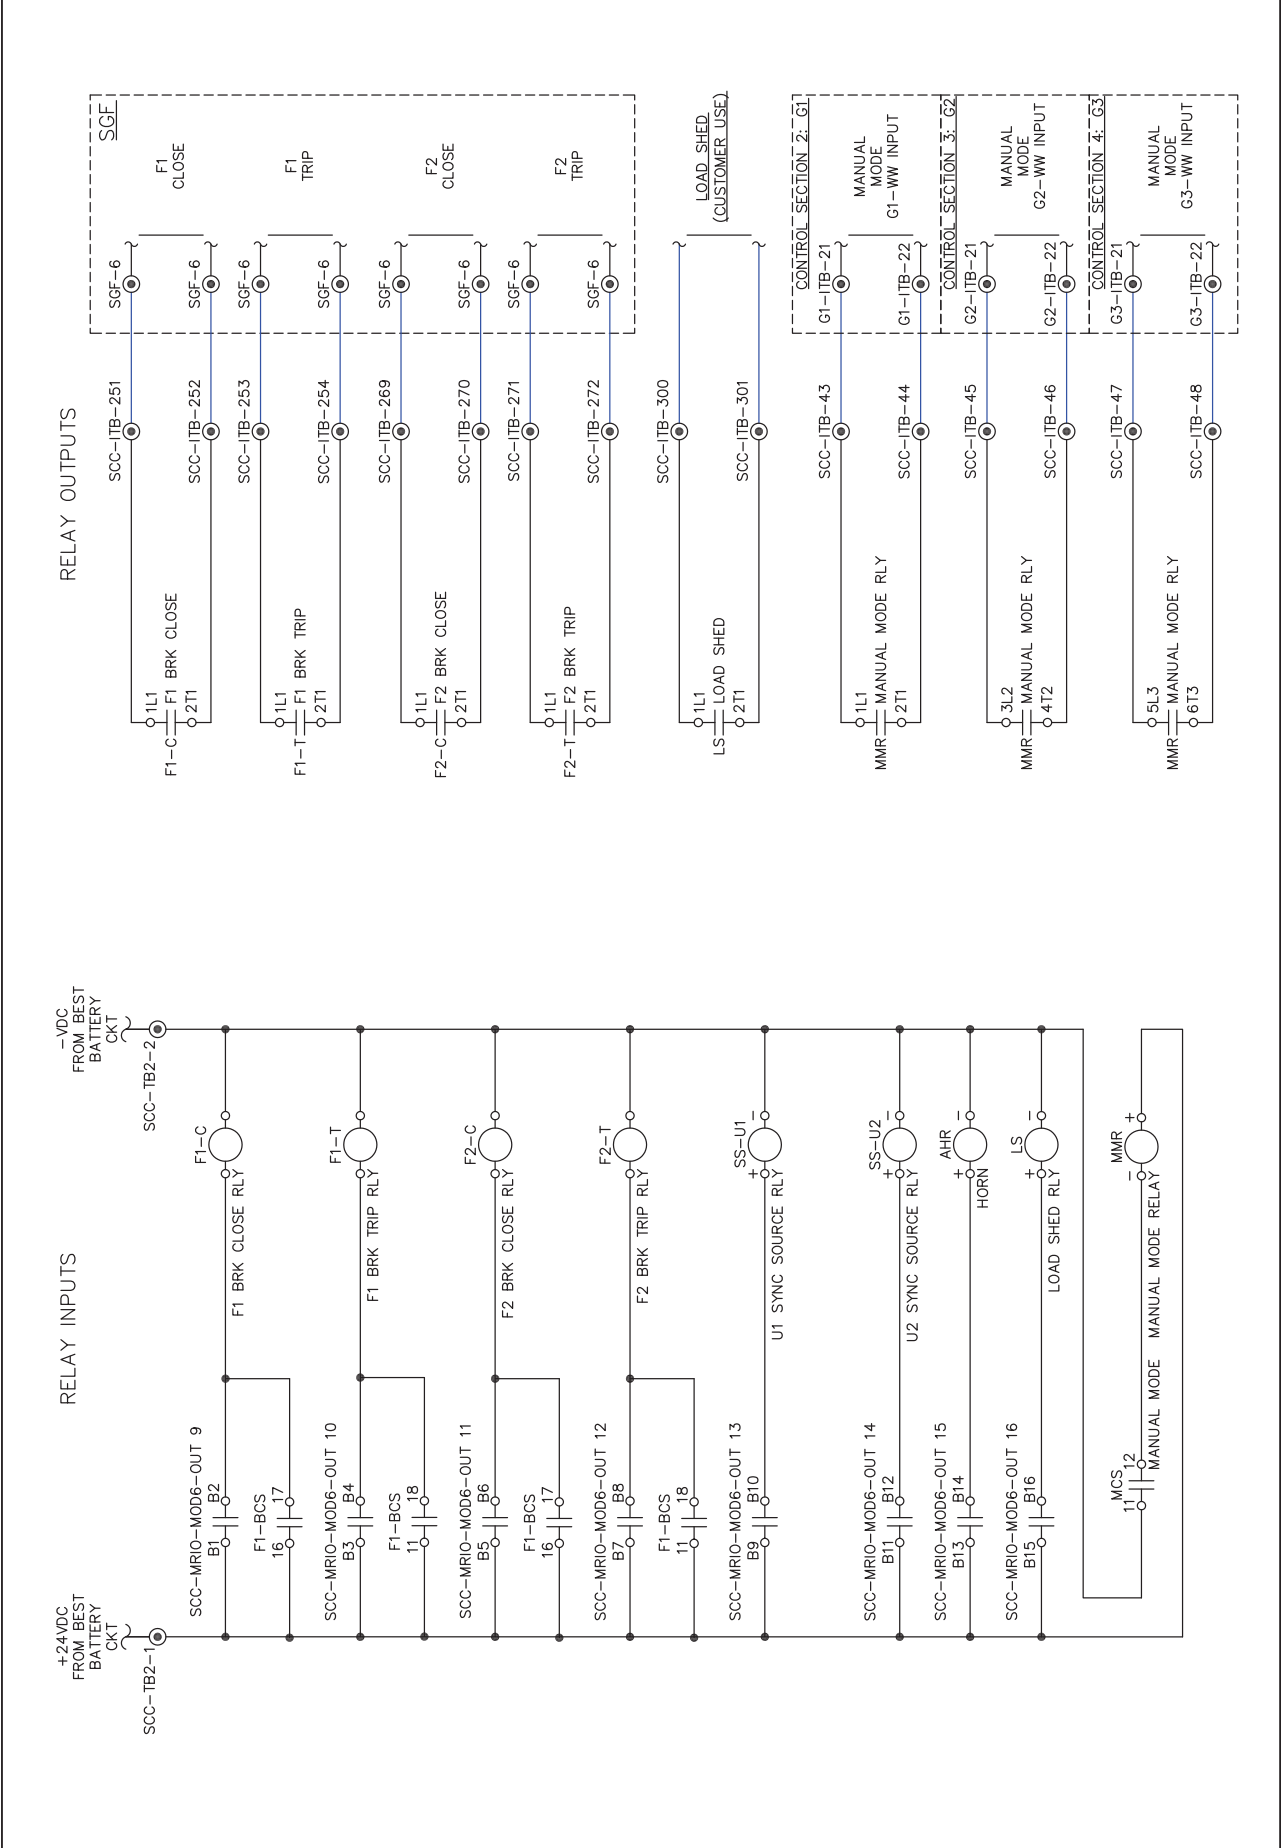 RELAY INPUTS
+24VDC
FROM BEST
BATTERY
CKT
SCC-TB2-1
-VDC
FROM BEST
BATTERY
CKT
SCC-TB2-2
SCC-MRIO-MOD6-OUT 9
B1 B2
F1-C
F1 BRK CLOSE RLY
F1-BCS
16 17
SCC-MRIO-MOD6-OUT 10
B3 B4
F1-T
F1 BRK TRIP RLY
F1-BCS
11 18
SCC-MRIO-MOD6-OUT 11
B5 B6
F2-C
F2 BRK CLOSE RLY
F1-BCS
16 17
SCC-MRIO-MOD6-OUT 12
B7 B8
F2-T
F2 BRK TRIP RLY
F1-BCS
11 18
SCC-MRIO-MOD6-OUT 13
B9 B10
SS-U1
+ -
U1 SYNC SOURCE RLY
SCC-MRIO-MOD6-OUT 14
B11 B12
SS-U2
+ -
U2 SYNC SOURCE RLY
SCC-MRIO-MOD6-OUT 15
B13 B14
AHR
+ -
HORN
SCC-MRIO-MOD6-OUT 16
B15 B16
LS
+ -
LOAD SHED RLY
MCS
11 12
MANUAL MODE
MMR
- +
MANUAL MODE RELAY
RELAY OUTPUTS
SGF
F1-C
1L1
F1 BRK CLOSE
2T1
SCC-ITB-251
SGF-6
SCC-ITB-252
SGF-6
F1
CLOSE
F1-T
1L1
F1 BRK TRIP
2T1
SCC-ITB-253
SGF-6
SCC-ITB-254
SGF-6
F1
TRIP
F2-C
1L1
F2 BRK CLOSE
2T1
SCC-ITB-269
SGF-6
SCC-ITB-270
SGF-6
F2
CLOSE
F2-T
1L1
F2 BRK TRIP
2T1
SCC-ITB-271
SGF-6
SCC-ITB-272
SGF-6
F2
TRIP
LS
1L1
LOAD SHED
2T1
SCC-ITB-300
SCC-ITB-301
LOAD SHED
(CUSTOMER USE)
CONTROL SECTION 2: G1
MMR
1L1
MANUAL MODE RLY
2T1
SCC-ITB-43
G1-ITB-21
SCC-ITB-44
G1-ITB-22
MANUAL
MODE
G1-WW INPUT
CONTROL SECTION 3: G2
MMR
3L2
MANUAL MODE RLY
4T2
SCC-ITB-45
G2-ITB-21
SCC-ITB-46
G2-ITB-22
MANUAL
MODE
G2-WW INPUT
CONTROL SECTION 4: G3
MMR
5L3
MANUAL MODE RLY
6T3
SCC-ITB-47
G3-ITB-21
SCC-ITB-48
G3-ITB-22
MANUAL
MODE
G3-WW INPUT